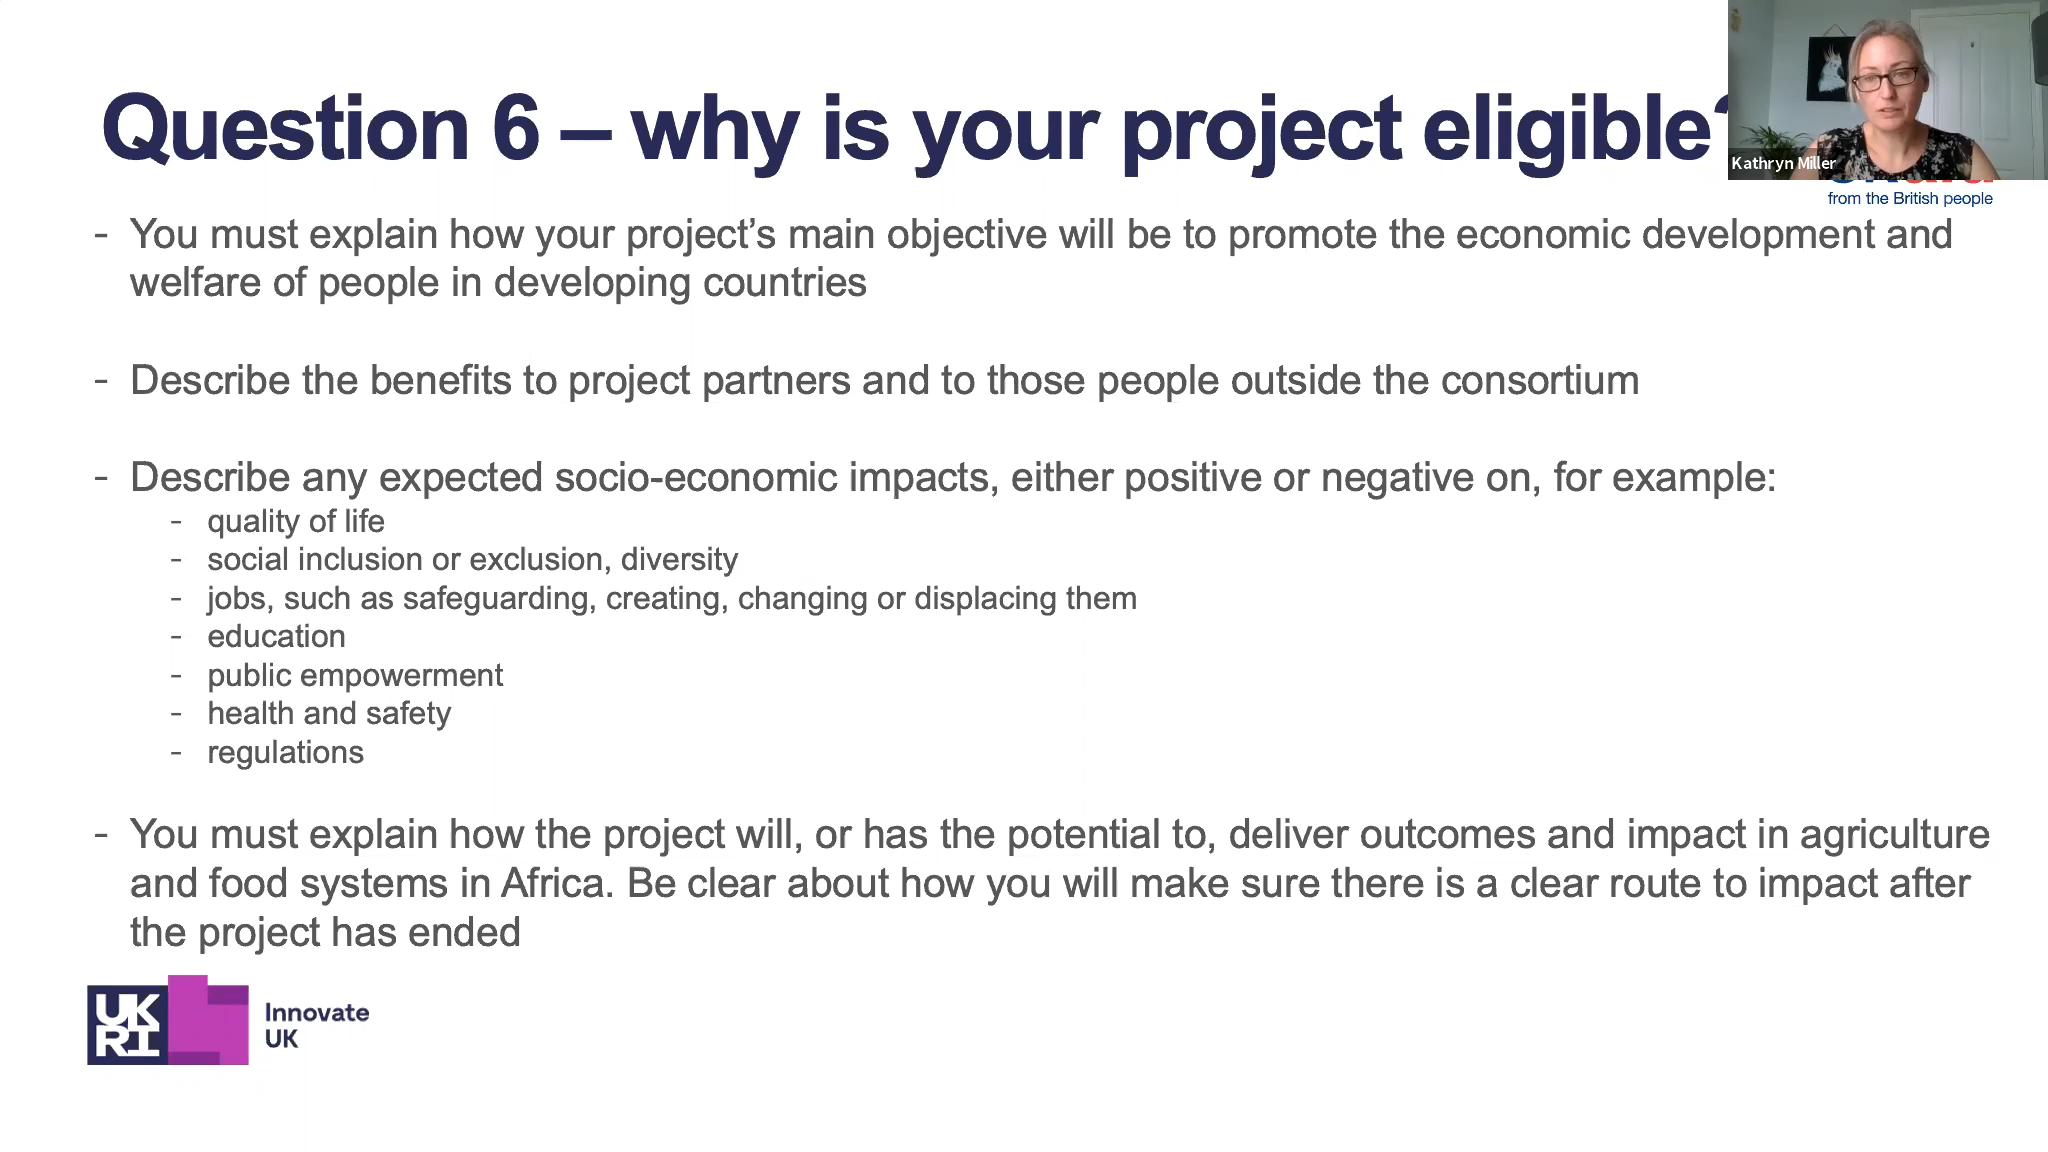 Question 6 – why is your project eligible?
Kathryn Miller
from the British people
- You must explain how your project’s main objective will be to promote the economic development and
welfare of people in developing countries
- Describe the benefits to project partners and to those people outside the consortium
- Describe any expected socio-economic impacts, either positive or negative on, for example:
- quality of life
- social inclusion or exclusion, diversity
- jobs, such as safeguarding, creating, changing or displacing them
- education
- public empowerment
- health and safety
- regulations
- You must explain how the project will, or has the potential to, deliver outcomes and impact in agriculture
and food systems in Africa. Be clear about how you will make sure there is a clear route to impact after
the project has ended
UK
RI
Innovate
UK